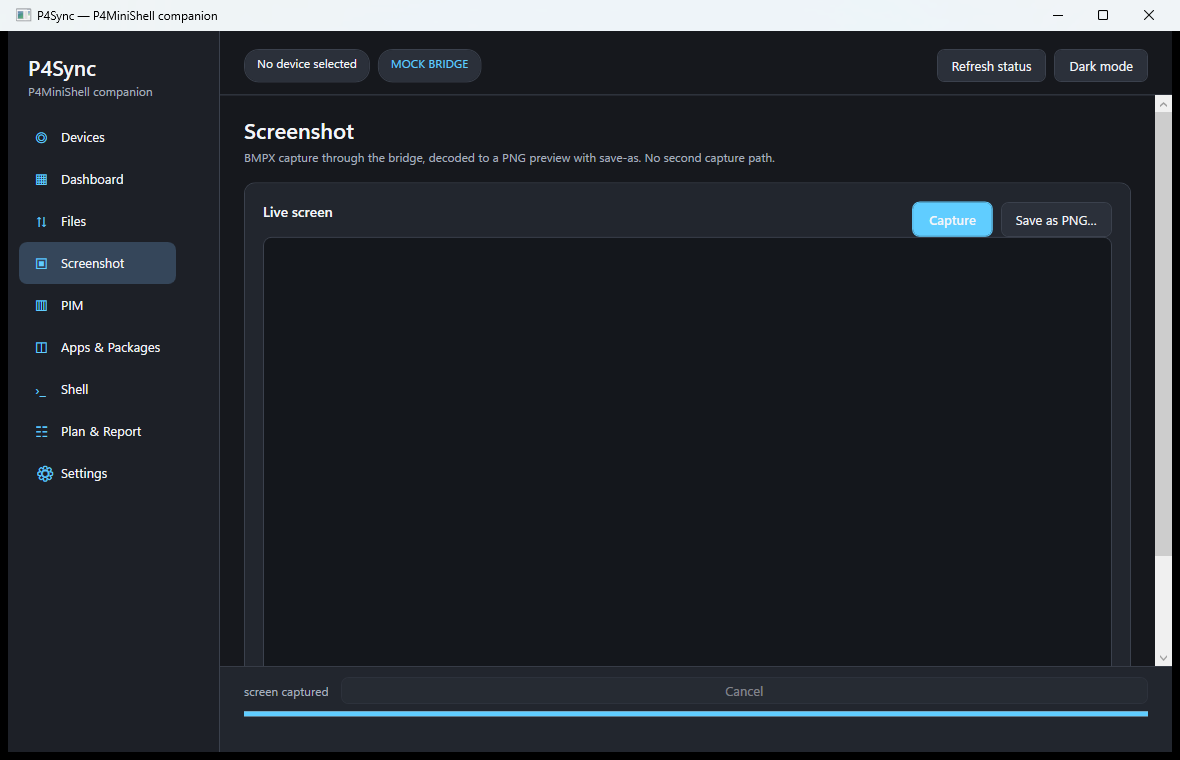 P4Sync — P4MiniShell companion
P4Sync
P4MiniShell companion
Devices
Dashboard
Files
Screenshot
PIM
Apps & Packages
>_ Shell
Plan & Report
Settings
No device selected
MOCK BRIDGE
Refresh status
Dark mode
Screenshot
BMPX capture through the bridge, decoded to a PNG preview with save-as. No second capture path.
Live screen
Capture
Save as PNG...
screen captured
Cancel